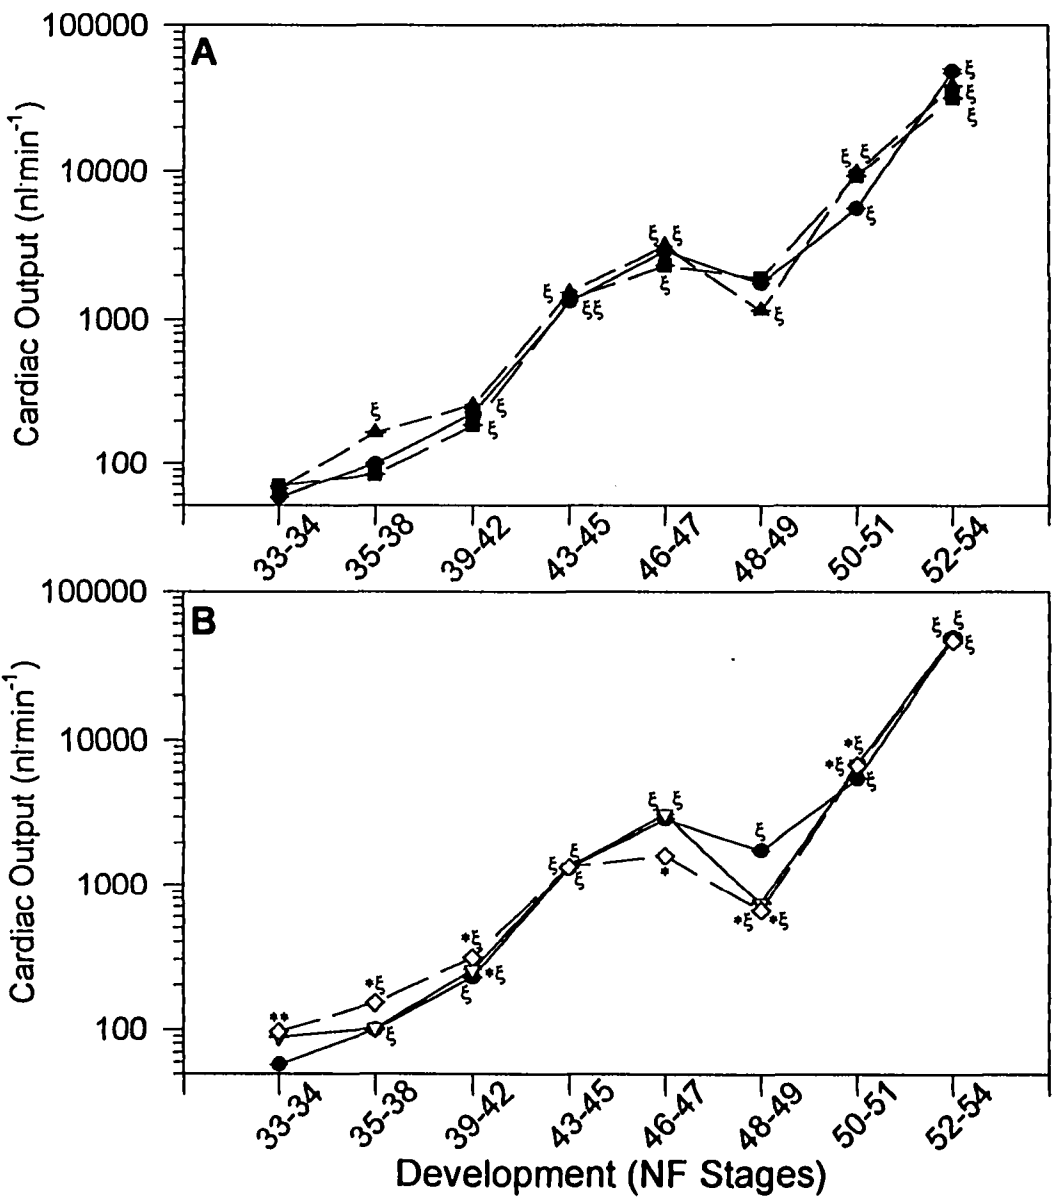 A
Cardiac Output (nl·min⁻¹)
100000
10000
1000
100
ξ
ξ
ξ
ξ
ξ ξ
ξ
ξ
ξ
ξ
ξ ξ
ξ
ξ
ξ
ξξ
33-34
35-38
39-42
43-45
46-47
48-49
50-51
52-54
B
Cardiac Output (nl·min⁻¹)
100000
10000
1000
100
**
*ξ
ξ
*ξ
*ξ
ξ
ξ
ξ
ξ
ξ ξ
*
ξ
*ξ *ξ
*ξ
*ξ
ξ
ξ
ξ
ξ
33-34
35-38
39-42
43-45
46-47
48-49
50-51
52-54
Development (NF Stages)